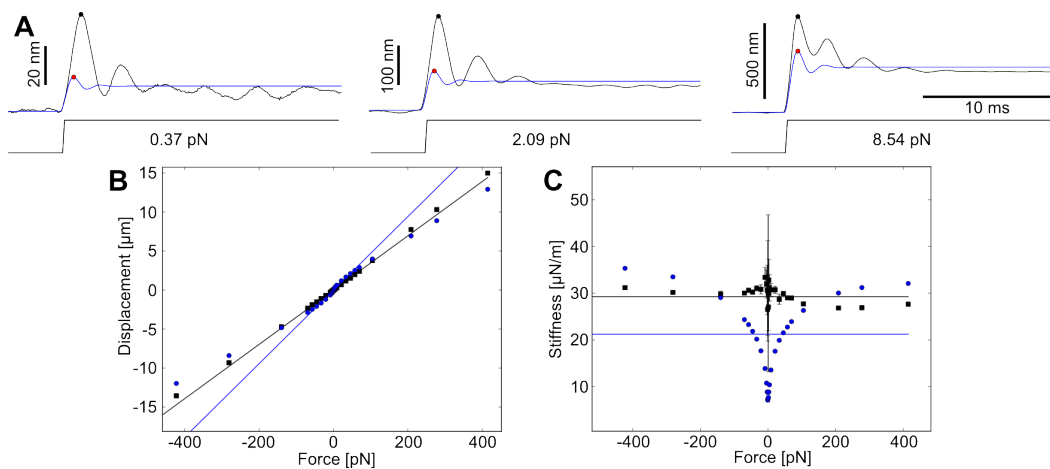 A
20 nm
0.37 pN
100 nm
2.09 pN
500 nm
10 ms
8.54 pN
B
Displacement [µm]
15
10
5
0
-5
-10
-15
-400
-200
0
200
400
Force [pN]
C
Stiffness [µN/m]
50
40
30
20
10
-400
-200
0
200
400
Force [pN]